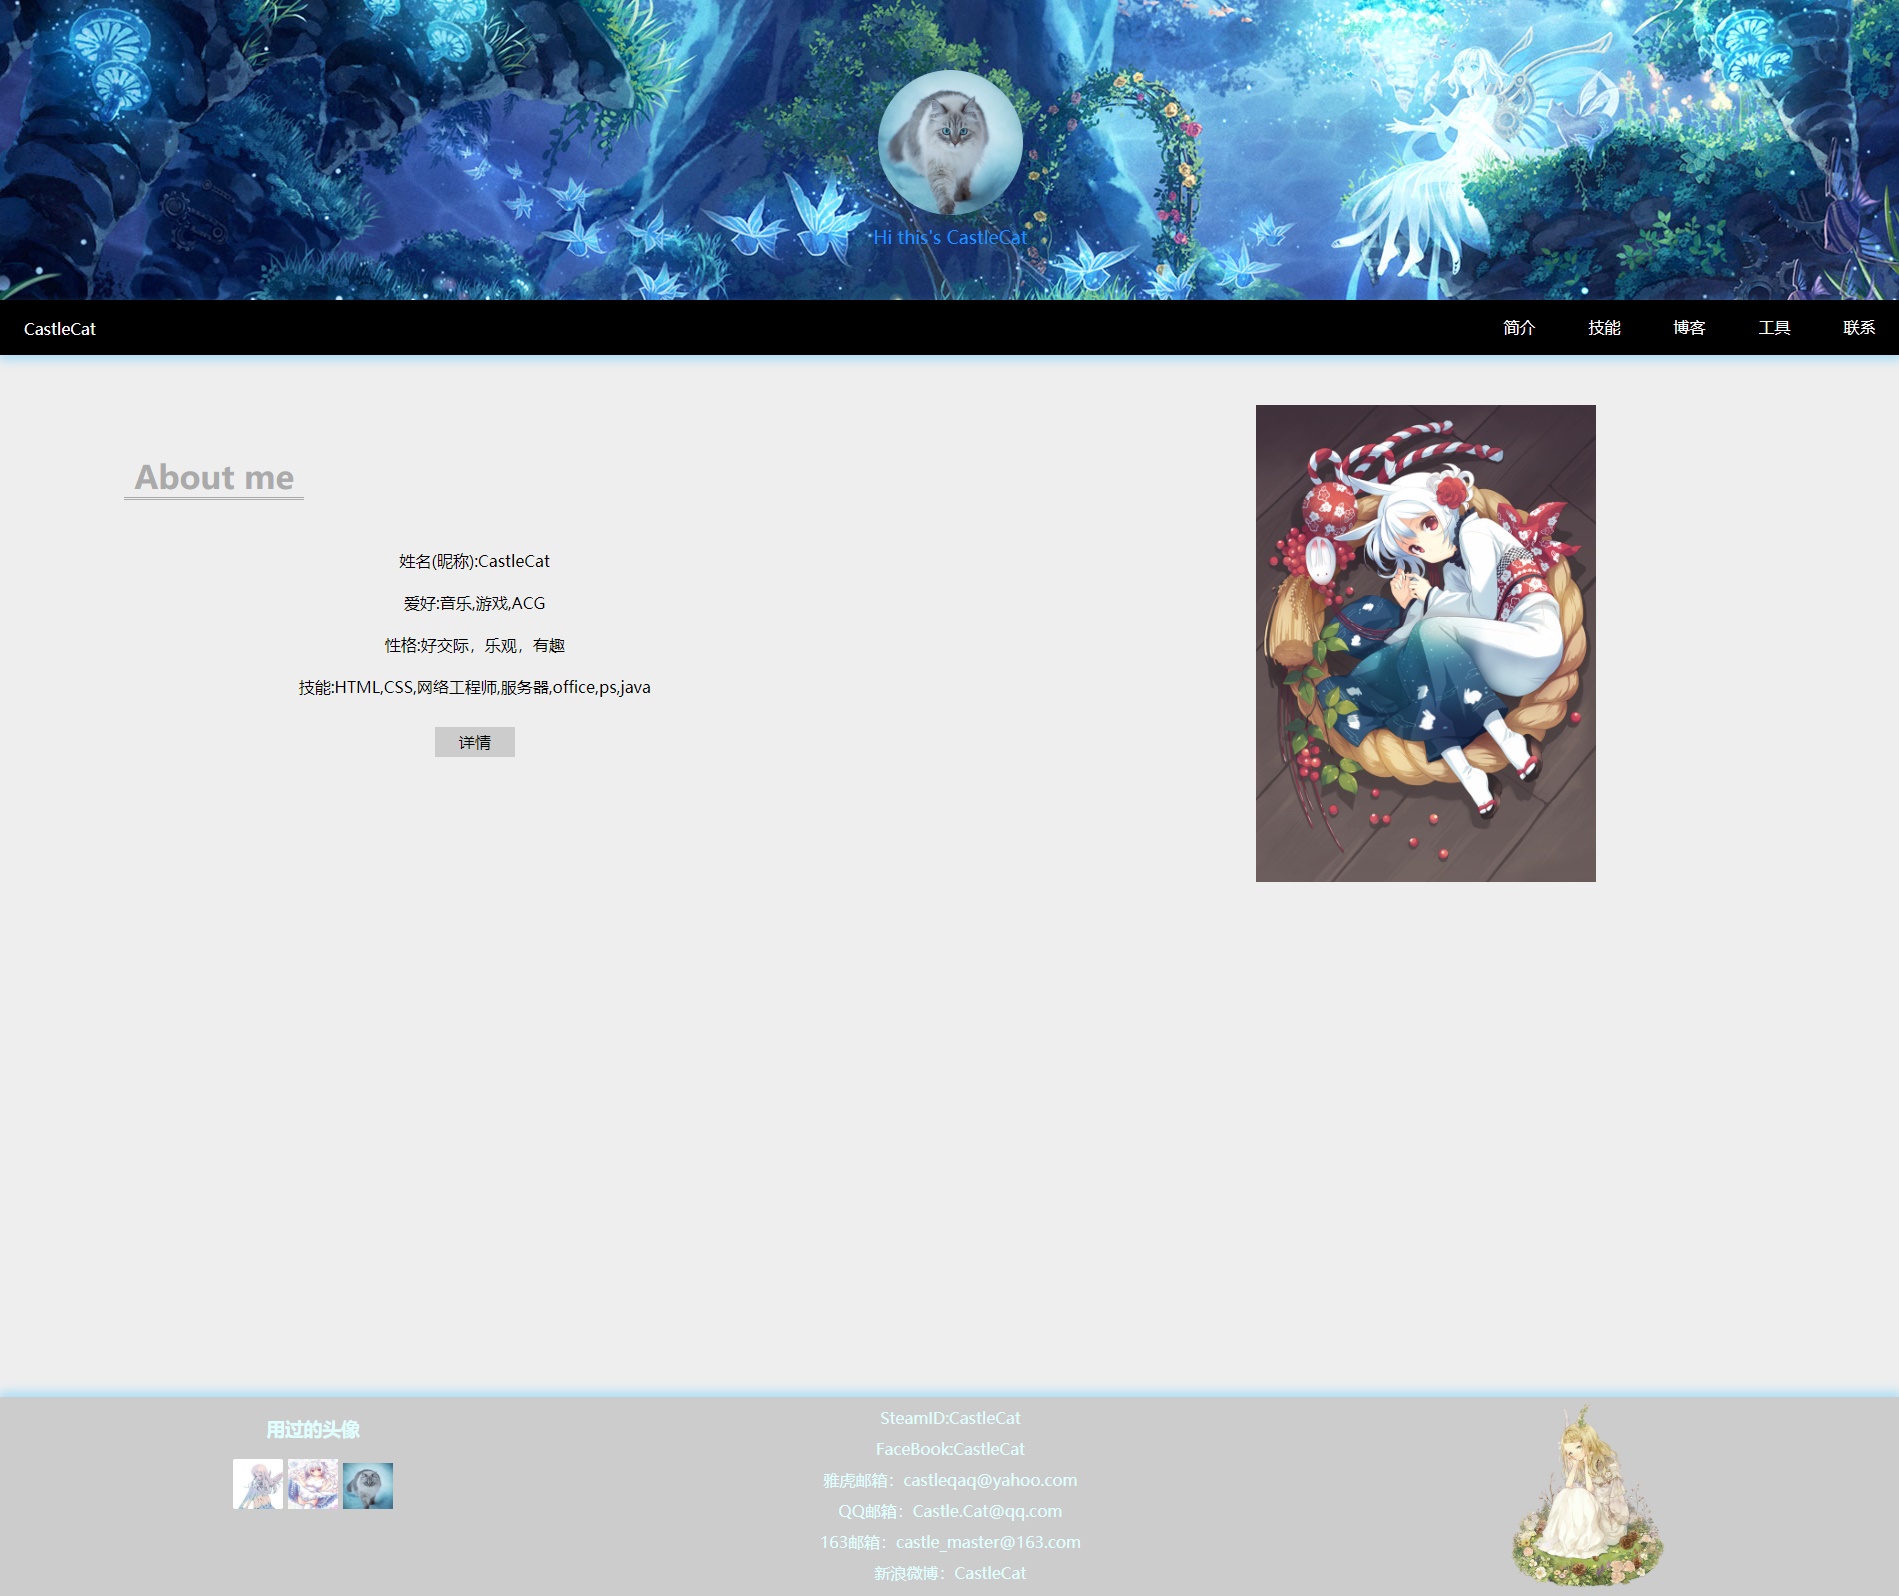 Hi this's CastleCat
CastleCat
简介
技能
博客
工具
联系
About me
姓名(昵称):CastleCat
爱好:音乐,游戏,ACG
性格:好交际，乐观，有趣
技能:HTML,CSS,网络工程师,服务器,office,ps,java
详情
用过的头像
SteamID:CastleCat
FaceBook:CastleCat
雅虎邮箱：castleqaq@yahoo.com
QQ邮箱：Castle.Cat@qq.com
163邮箱：castle_master@163.com
新浪微博：CastleCat